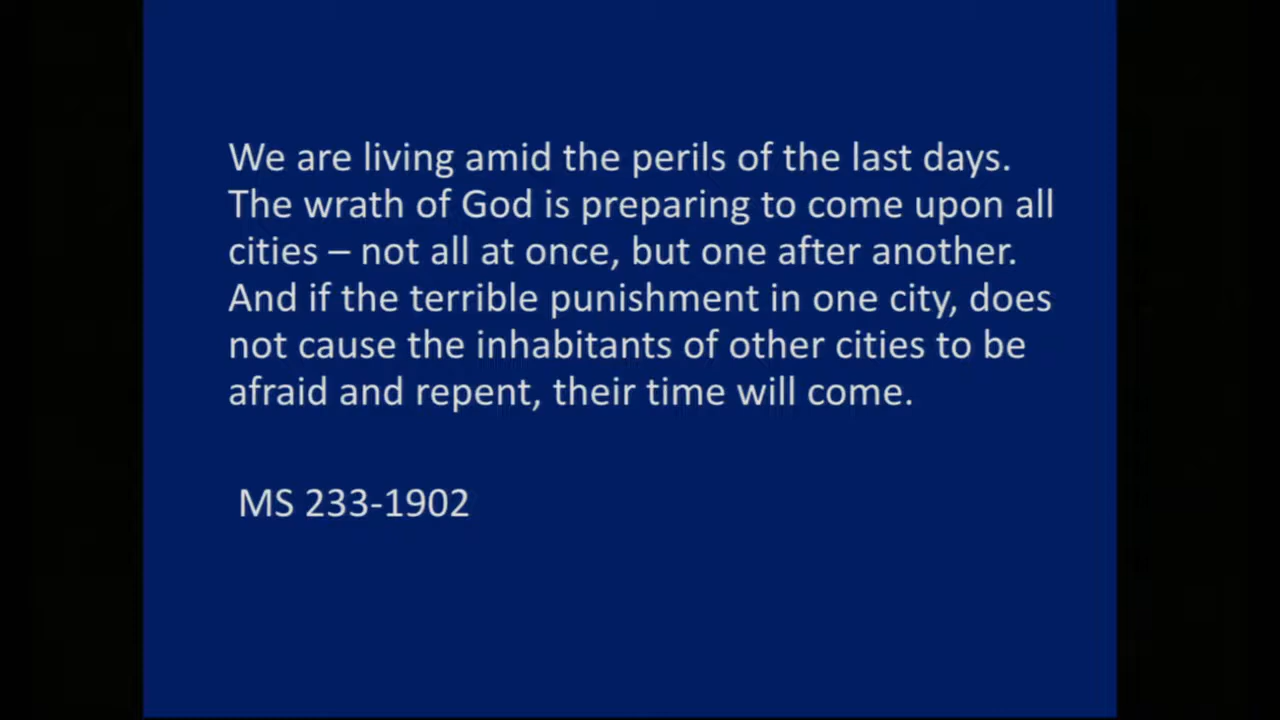 We are living amid the perils of the last days.
The wrath of God is preparing to come upon all
cities – not all at once, but one after another.
And if the terrible punishment in one city, does
not cause the inhabitants of other cities to be
afraid and repent, their time will come.
MS 233-1902